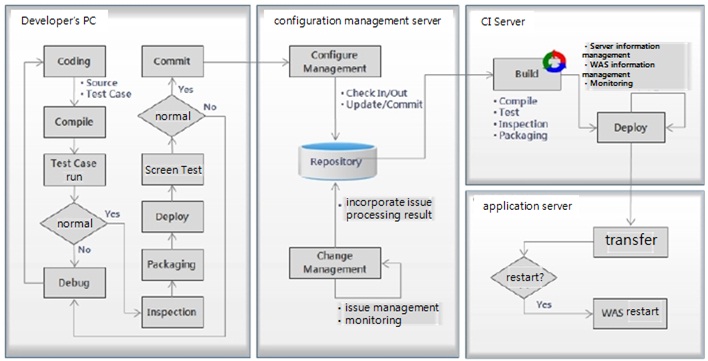 Developer's PC
Coding
• Source
• Test Case
Compile
Test Case
run
normal
Yes
No
Debug
Commit
Yes
No
normal
Screen Test
Deploy
Packaging
Inspection
configuration management server
Configure
Management
• Check In/Out
• Update/Commit
Repository
• incorporate issue
processing result
Change
Management
• issue management
• monitoring
CI Server
Build
• Compile
• Test
• Inspection
• Packaging
• Server information
management
• WAS information
management
• Monitoring
Deploy
application server
transfer
restart?
Yes
WAS restart